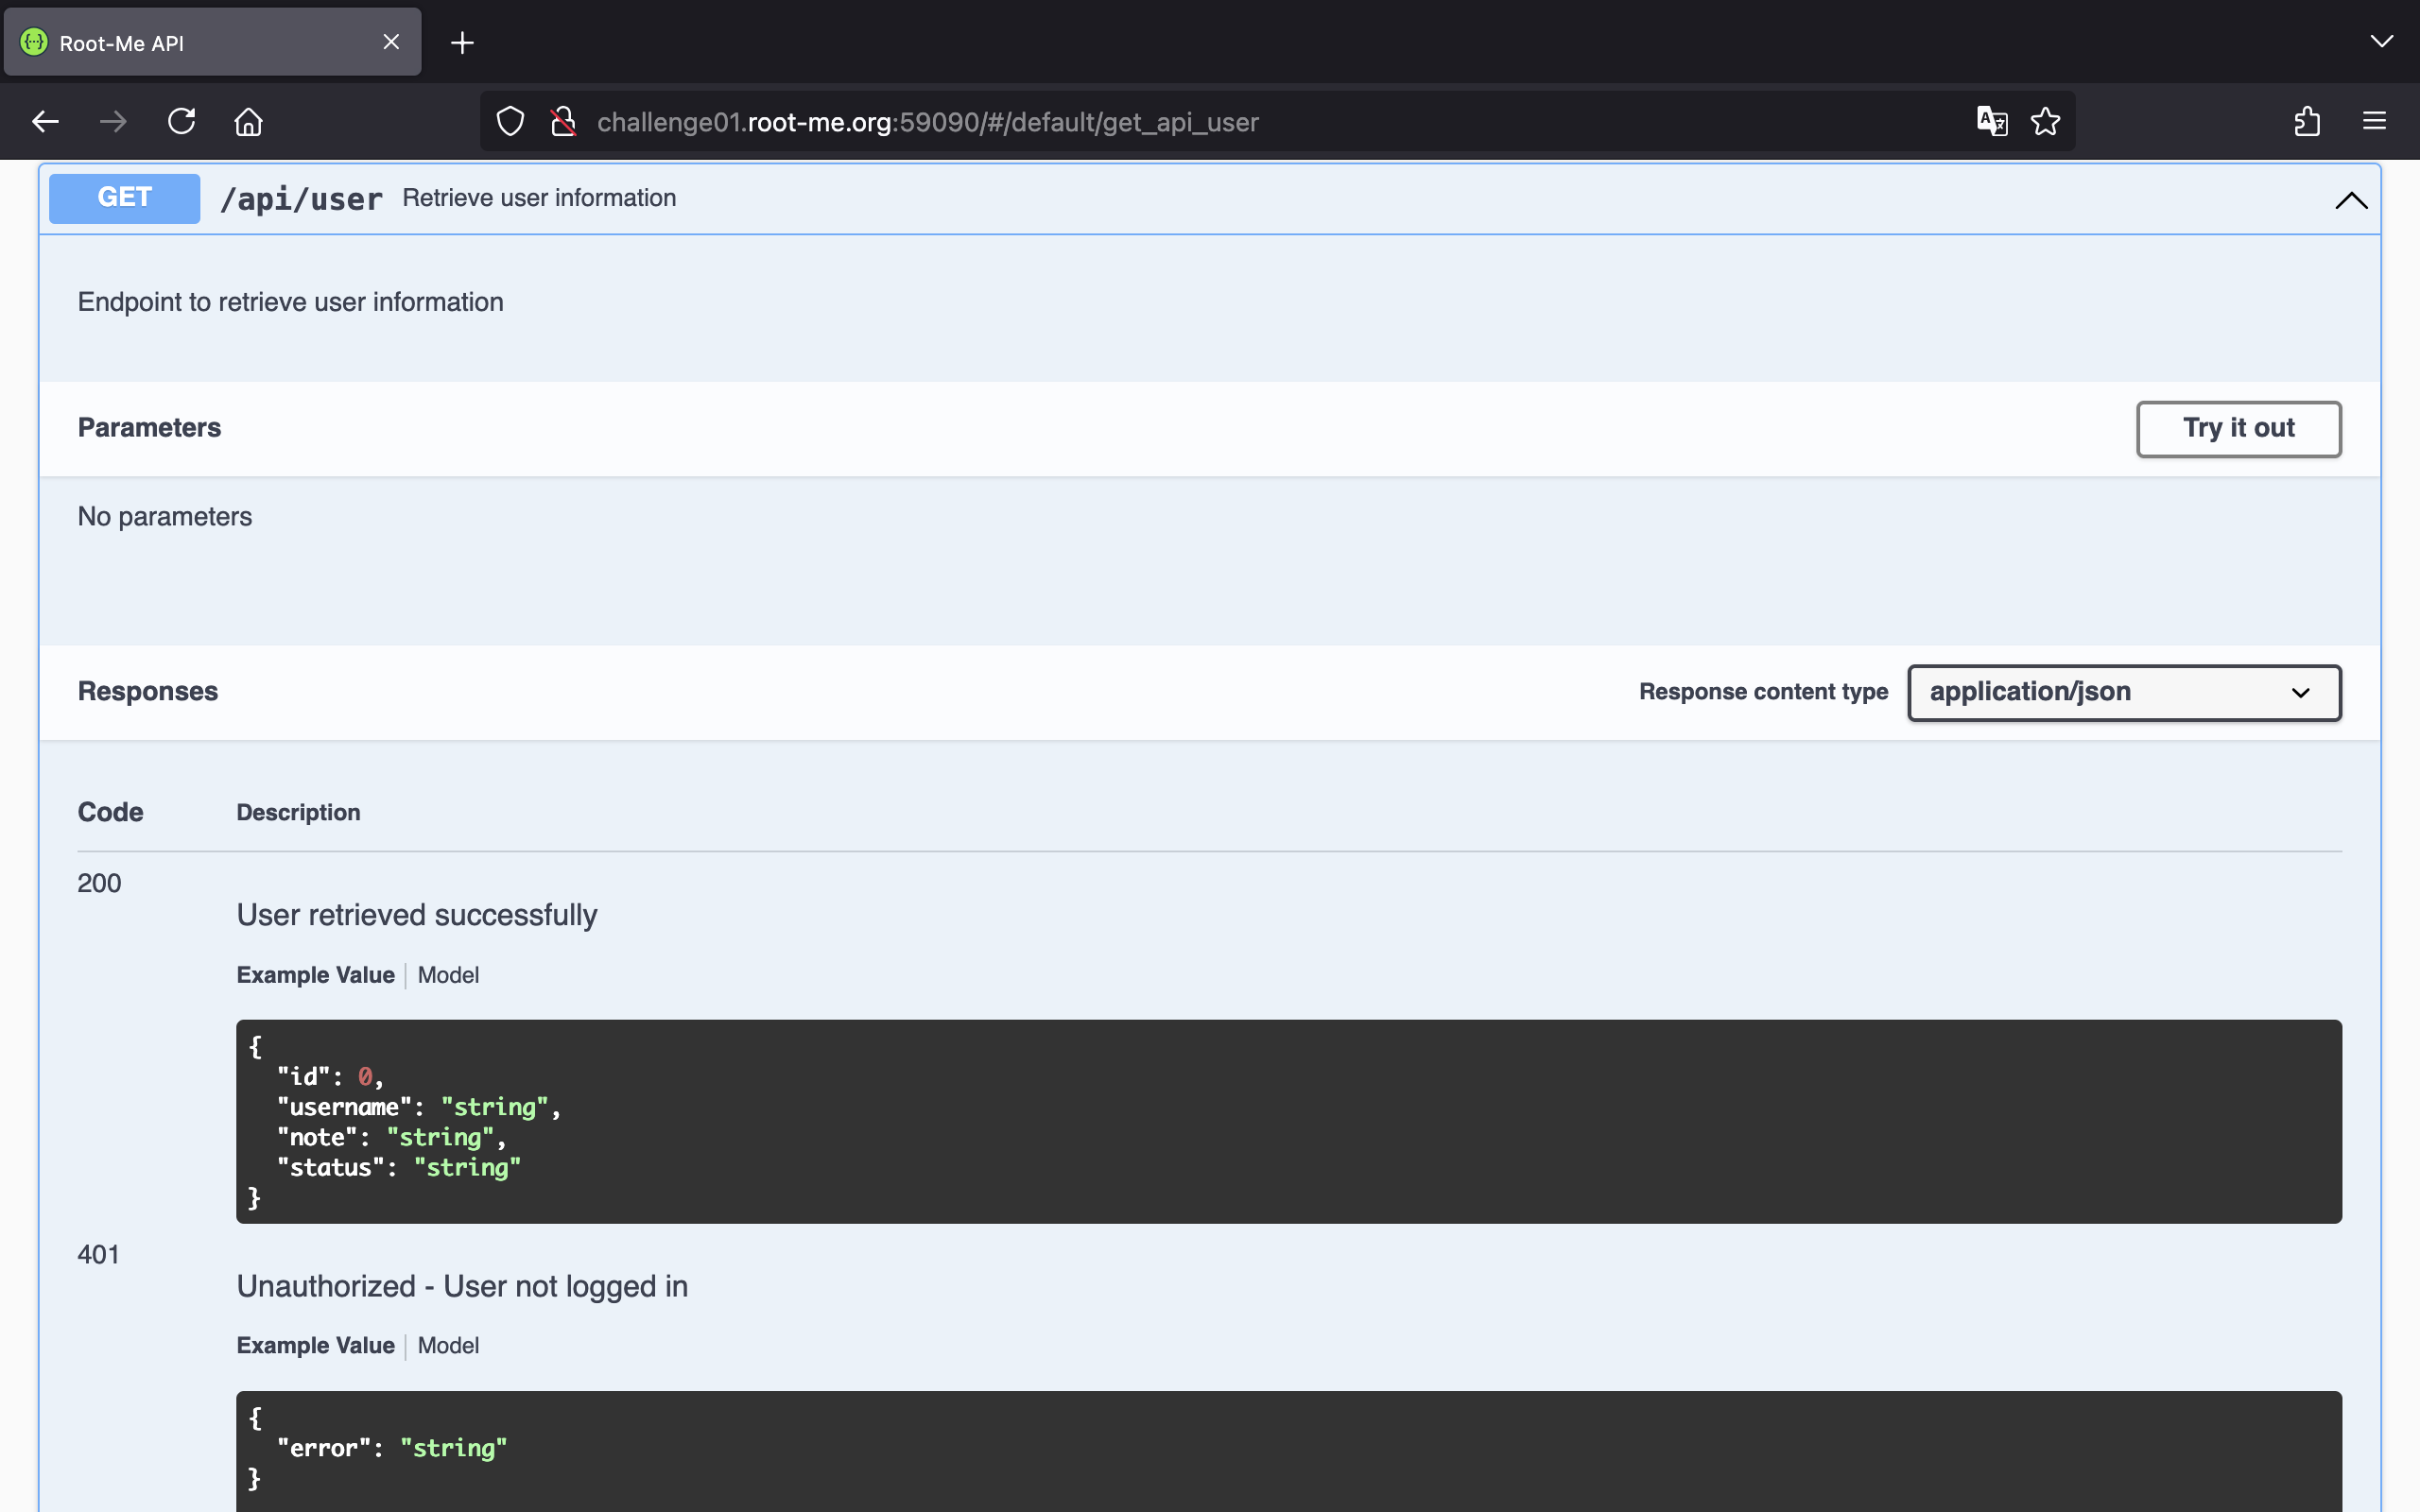 Root-Me API
challenge01.root-me.org:59090/#/default/get_api_user
GET /api/user Retrieve user information
Endpoint to retrieve user information
Parameters Try it out
No parameters
Responses Response content type application/json
Code Description
200
User retrieved successfully
Example Value Model
{
"id": 0,
"username": "string",
"note": "string",
"status": "string"
}
401
Unauthorized - User not logged in
Example Value Model
{
"error": "string"
}